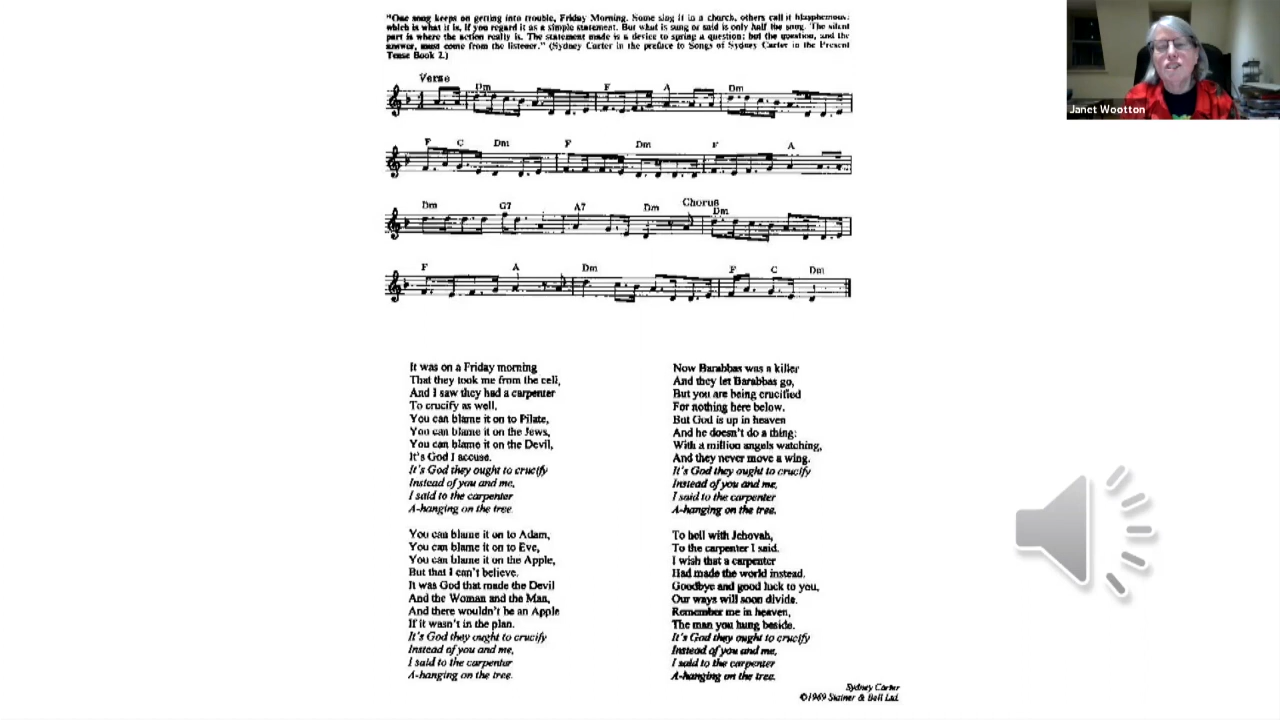 "One song keeps on getting into trouble, Friday Morning. Some sing it in a church, others call it blasphemous:
which is what it is, if you regard it as a simple statement. But what is sung or said is only half the song. The silent
part is where the action really is. The statement made is a device to spring a question; but the question, and the
answer, must come from the listener." (Sydney Carter in the preface to Songs of Sydney Carter in the Present
Tense Book 2.)
Verse
Dm F A Dm
F C Dm F Dm F A
Dm G7 A7 Dm Chorus Dm
F A Dm F C Dm
It was on a Friday morning
That they took me from the cell,
And I saw they had a carpenter
To crucify as well,
You can blame it on to Pilate,
You can blame it on the Jews,
You can blame it on the Devil,
It's God I accuse.
It's God they ought to crucify
Instead of you and me,
I said to the carpenter
A-hanging on the tree.
You can blame it on to Adam,
You can blame it on to Eve,
You can blame it on the Apple,
But that I can't believe.
It was God that made the Devil
And the Woman and the Man,
And there wouldn't be an Apple
If it wasn't in the plan.
It's God they ought to crucify
Instead of you and me,
I said to the carpenter
A-hanging on the tree.
Now Barabbas was a killer
And they let Barabbas go,
But you are being crucified
For nothing here below.
But God is up in heaven
And he doesn't do a thing:
With a million angels watching,
And they never move a wing.
It's God they ought to crucify
Instead of you and me,
I said to the carpenter
A-hanging on the tree.
To hell with Jehovah,
To the carpenter I said.
I wish that a carpenter
Had made the world instead.
Goodbye and good luck to you,
Our ways will soon divide.
Remember me in heaven,
The man you hung beside.
It's God they ought to crucify
Instead of you and me,
I said to the carpenter
A-hanging on the tree.
Sydney Carter
©1969 Stainer & Bell Ltd.
Janet Wootton